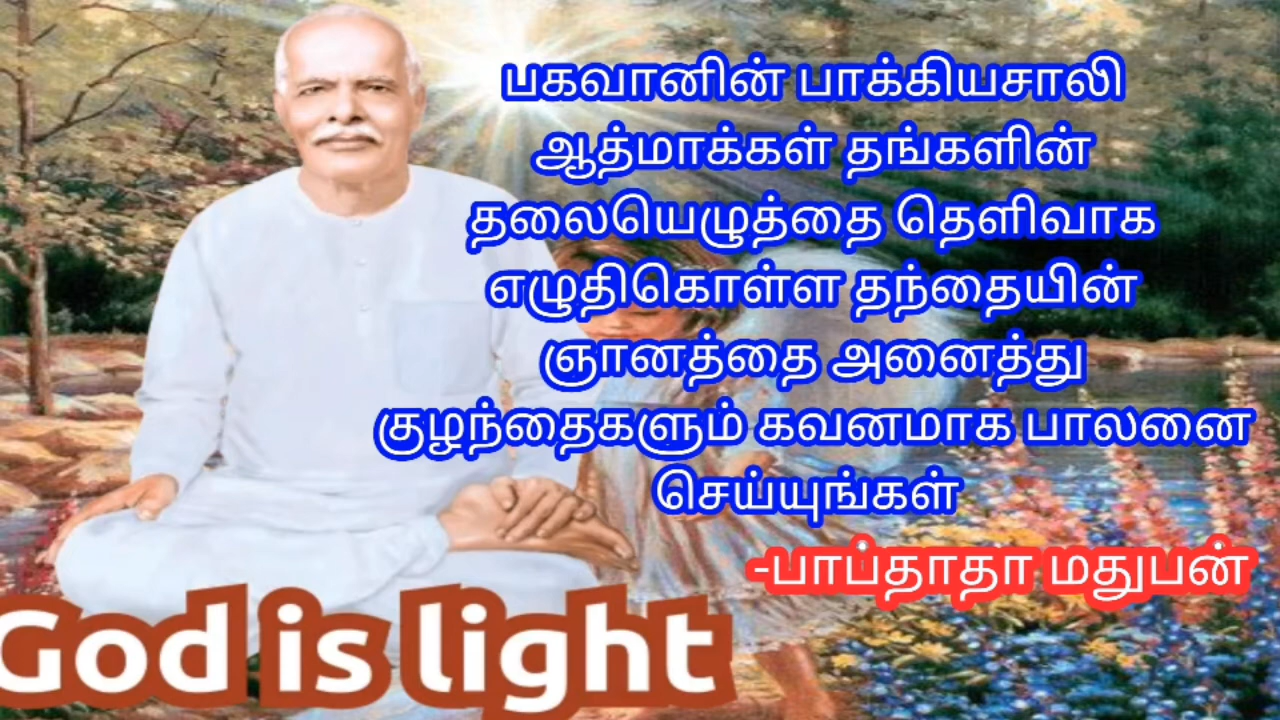 பகவானின் பாக்கியசாலி
ஆத்மாக்கள் தங்களின்
தலையெழுத்தை தெளிவாக
எழுதிகொள்ள தந்தையின்
ஞானத்தை அனைத்து
குழந்தைகளும் கவனமாக பாலனை
செய்யுங்கள்
-பாப்தாதா மதுபன்
God is light